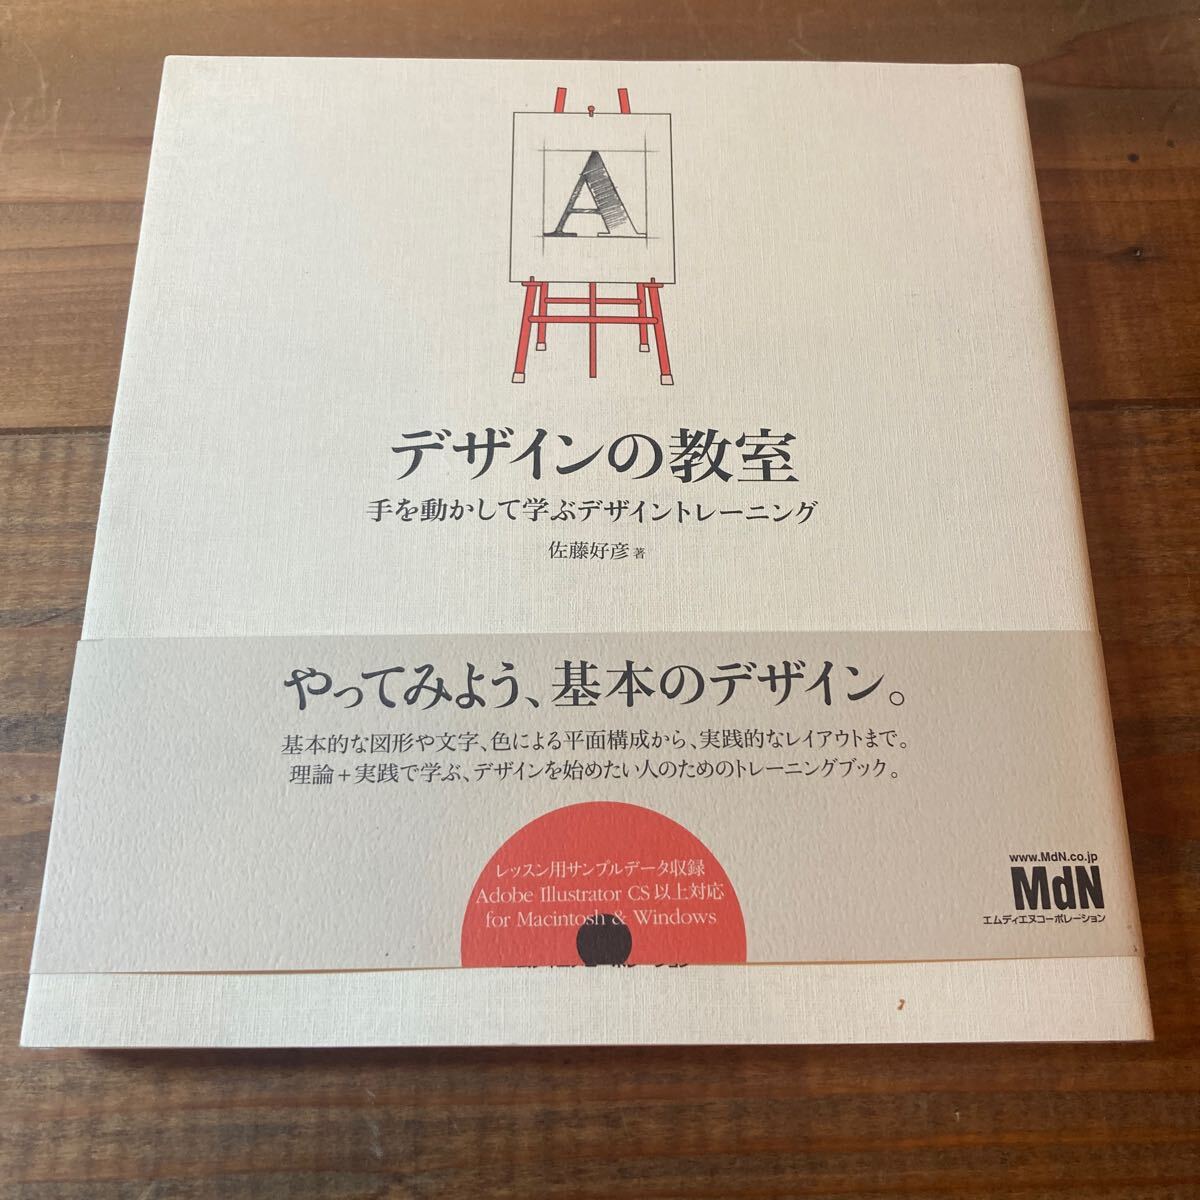 A
デザインの教室
手を動かして学ぶデザイントレーニング
佐藤好彦 著
やってみよう、基本のデザイン。
基本的な図形や文字、色による平面構成から、実践的なレイアウトまで。
理論+実践で学ぶ、デザインを始めたい人のためのトレーニングブック。
レッスン用サンプルデータ収録
Adobe Illustrator CS 以上対応
for Macintosh & Windows
www.MdN.co.jp
MdN
エムディエヌコーポレーション